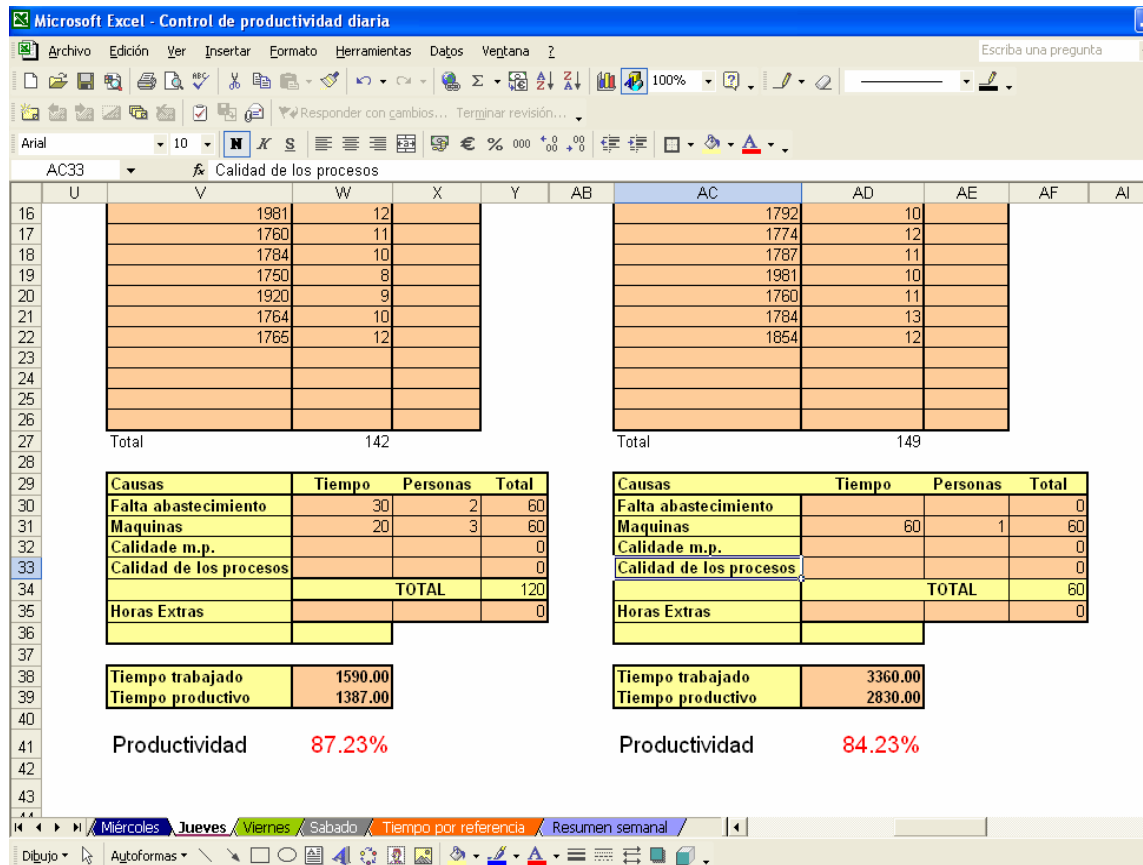 Microsoft Excel - Control de productividad diaria
Archivo Edición Ver Insertar Formato Herramientas Datos Ventana ? Escriba una pregunta
100%
Responder con cambios... Terminar revisión...
Arial 10 N K S € % 000
AC33 fx Calidad de los procesos
U V W X Y AB AC AD AE AF AI
16 1981 12 1792 10
17 1760 11 1774 12
18 1784 10 1787 11
19 1750 8 1981 10
20 1920 9 1760 11
21 1764 10 1784 13
22 1765 12 1854 12
23
24
25
26
27 Total 142 Total 149
28
29 Causas Tiempo Personas Total Causas Tiempo Personas Total
30 Falta abastecimiento 30 2 60 Falta abastecimiento 0
31 Maquinas 20 3 60 Maquinas 60 1 60
32 Calidade m.p. 0 Calidade m.p. 0
33 Calidad de los procesos 0 Calidad de los procesos 0
34 TOTAL 120 TOTAL 60
35 Horas Extras 0 Horas Extras 0
36
37
38 Tiempo trabajado 1590.00 Tiempo trabajado 3360.00
39 Tiempo productivo 1387.00 Tiempo productivo 2830.00
40
41 Productividad 87.23% Productividad 84.23%
42
43
Miércoles Jueves Viernes Sabado Tiempo por referencia Resumen semanal
Dibujo Autoformas